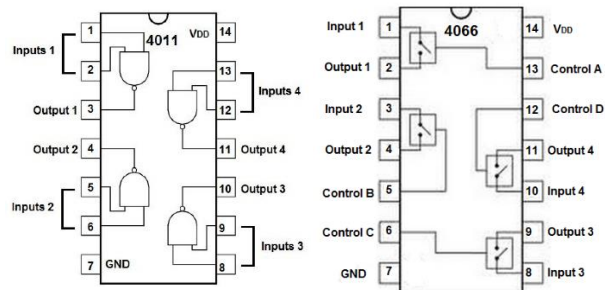 4011
Inputs 1
1
2
Output 1
3
Output 2
4
Inputs 2
5
6
7
GND
VDD
14
13
12
Inputs 4
11
Output 4
10
Output 3
9
8
Inputs 3
4066
Input 1
1
Output 1
2
Input 2
3
Output 2
4
Control B
5
Control C
6
GND
7
14
VDD
13
Control A
12
Control D
11
Output 4
10
Input 4
9
Output 3
8
Input 3